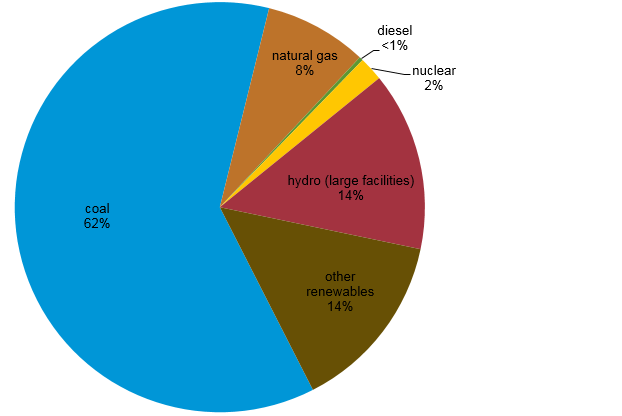 diesel
<1%
natural gas
8%
nuclear
2%
hydro (large facilities)
14%
coal
62%
other
renewables
14%